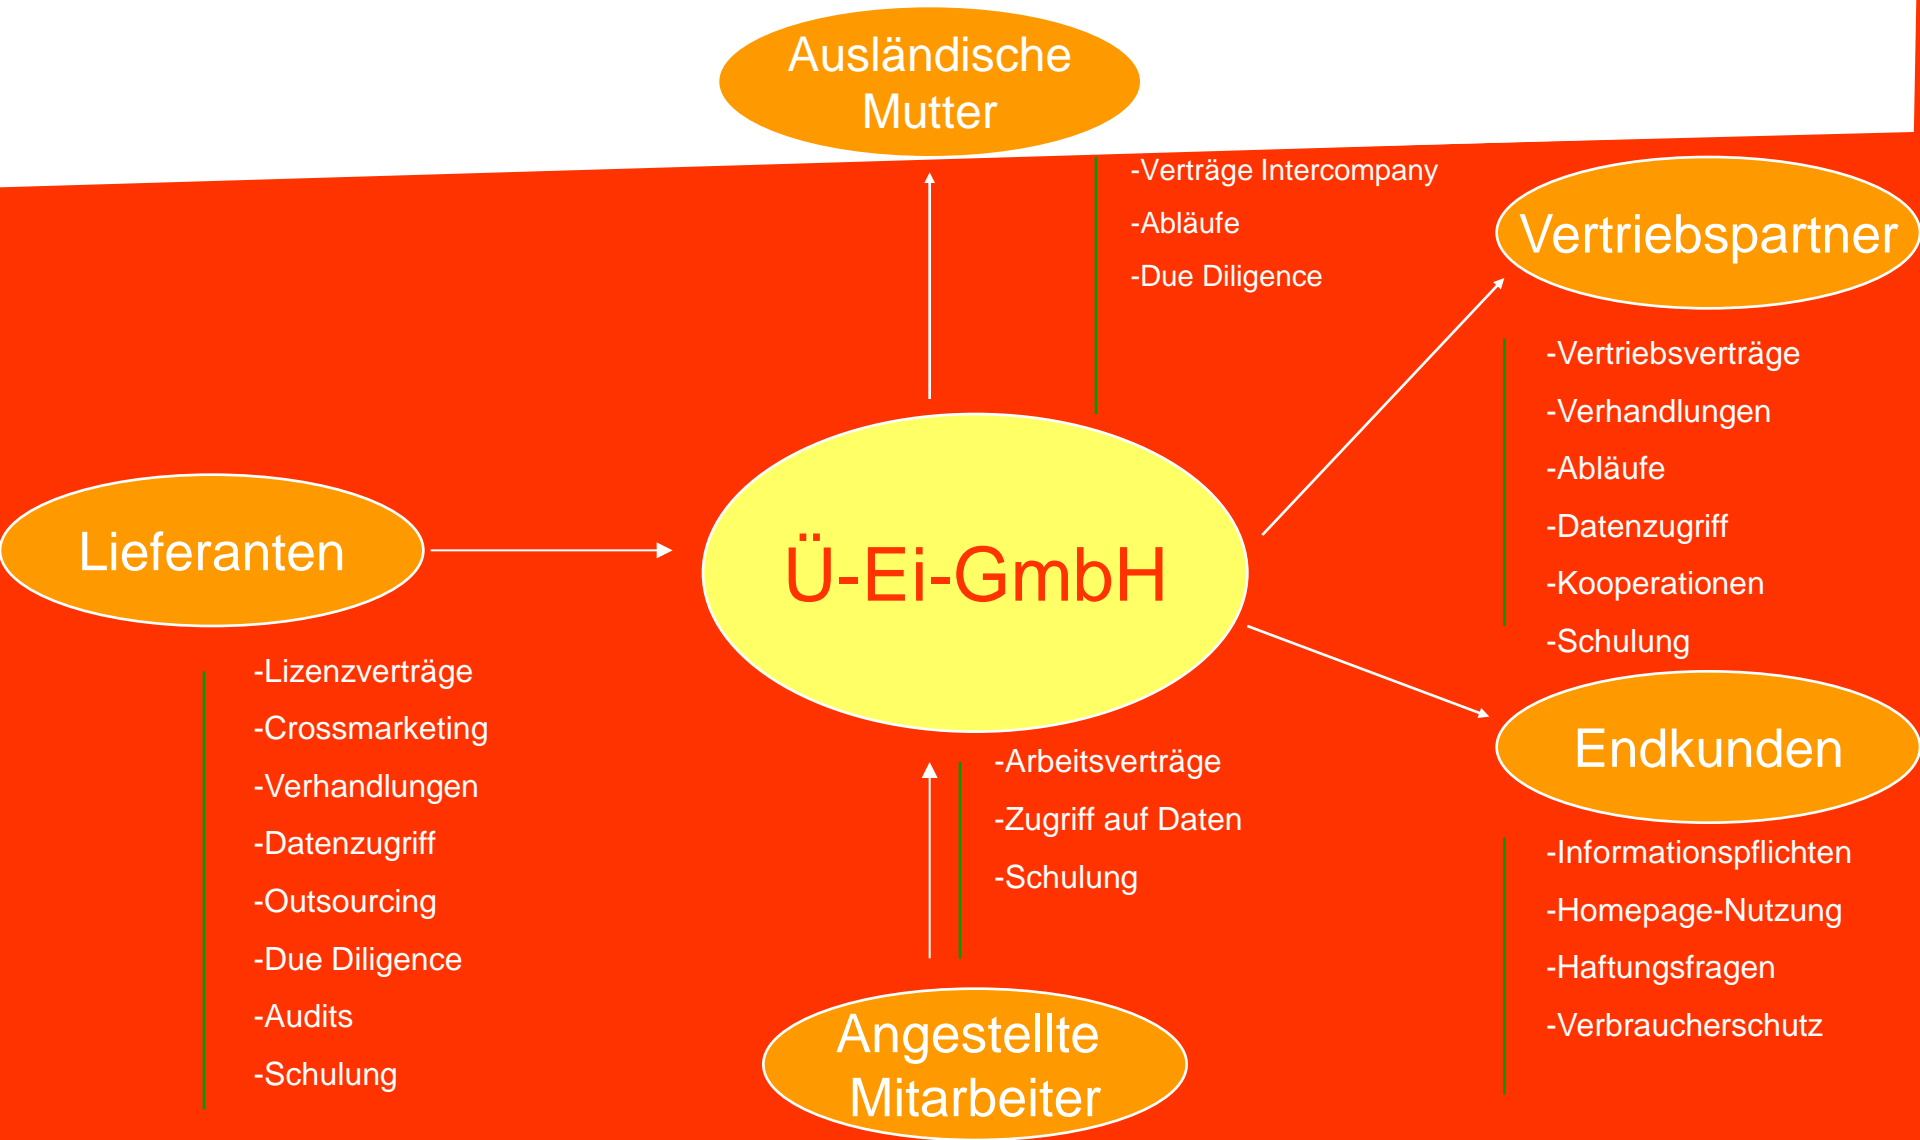 Ausländische
Mutter
-Verträge Intercompany
-Abläufe
-Due Diligence
Vertriebspartner
-Vertriebsverträge
-Verhandlungen
-Abläufe
-Datenzugriff
-Kooperationen
-Schulung
Lieferanten
-Lizenzverträge
-Crossmarketing
-Verhandlungen
-Datenzugriff
-Outsourcing
-Due Diligence
-Audits
-Schulung
Ü-Ei-GmbH
-Arbeitsverträge
-Zugriff auf Daten
-Schulung
Angestellte
Mitarbeiter
Endkunden
-Informationspflichten
-Homepage-Nutzung
-Haftungsfragen
-Verbraucherschutz